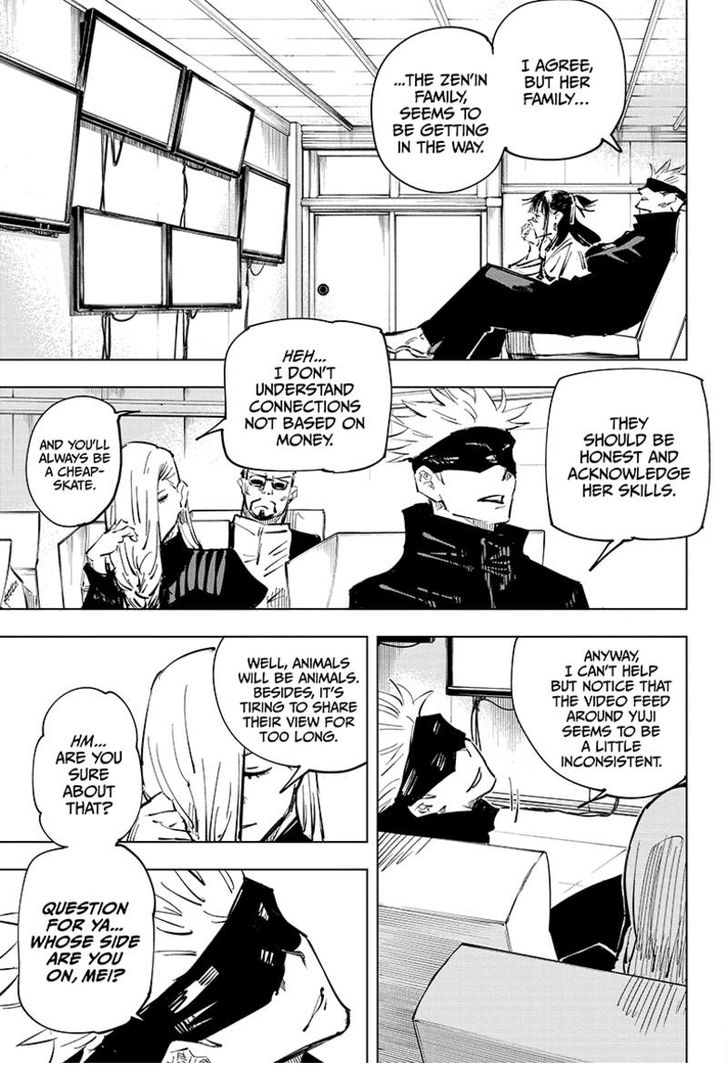 I AGREE,
BUT HER
FAMILY...
...THE ZEN'IN
FAMILY,
SEEMS TO
BE GETTING
IN THE WAY.
THEY
SHOULD BE
HONEST AND
ACKNOWLEDGE
HER SKILLS.
HEH...
I DON'T
UNDERSTAND
CONNECTIONS
NOT BASED ON
MONEY.
AND YOU'LL
ALWAYS BE
A CHEAP-
SKATE.
ANYWAY,
I CAN'T HELP
BUT NOTICE THAT
THE VIDEO FEED
AROUND YUJI
SEEMS TO BE
A LITTLE
INCONSISTENT.
WELL, ANIMALS
WILL BE ANIMALS.
BESIDES, IT'S
TIRING TO SHARE
THEIR VIEW FOR
TOO LONG.
HM...
ARE YOU
SURE
ABOUT
THAT?
QUESTION
FOR YA...
WHOSE SIDE
ARE YOU
ON, MEI?